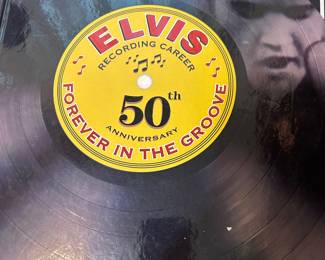 ELVIS
RECORDING CAREER
50th
ANNIVERSARY
FOREVER IN THE GROOVE